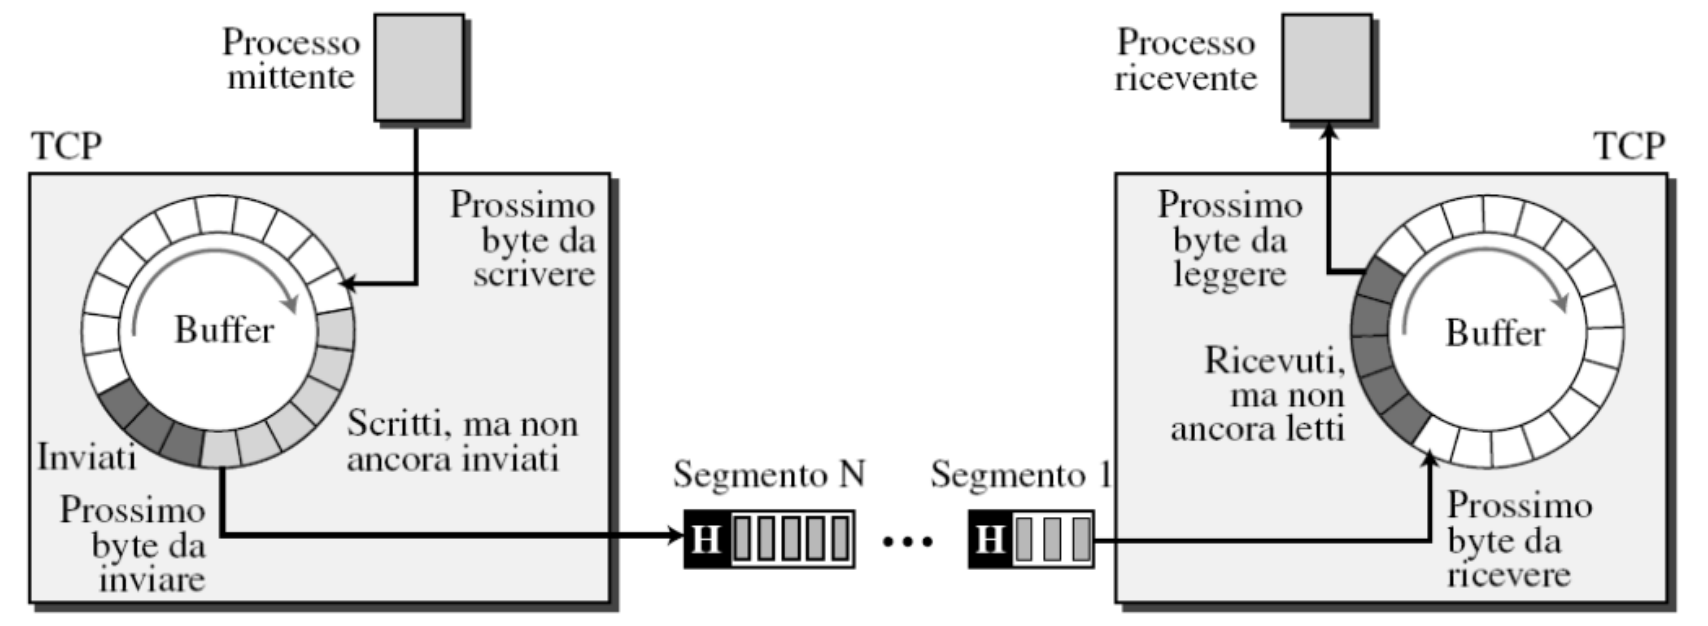 Processo
mittente
Processo
ricevente
TCP
TCP
Prossimo
byte da
scrivere
Buffer
Scritti, ma non
ancora inviati
Inviati
Prossimo
byte da
inviare
Segmento N
H
...
Segmento 1
H
Prossimo
byte da
leggere
Buffer
Ricevuti,
ma non
ancora letti
Prossimo
byte da
ricevere